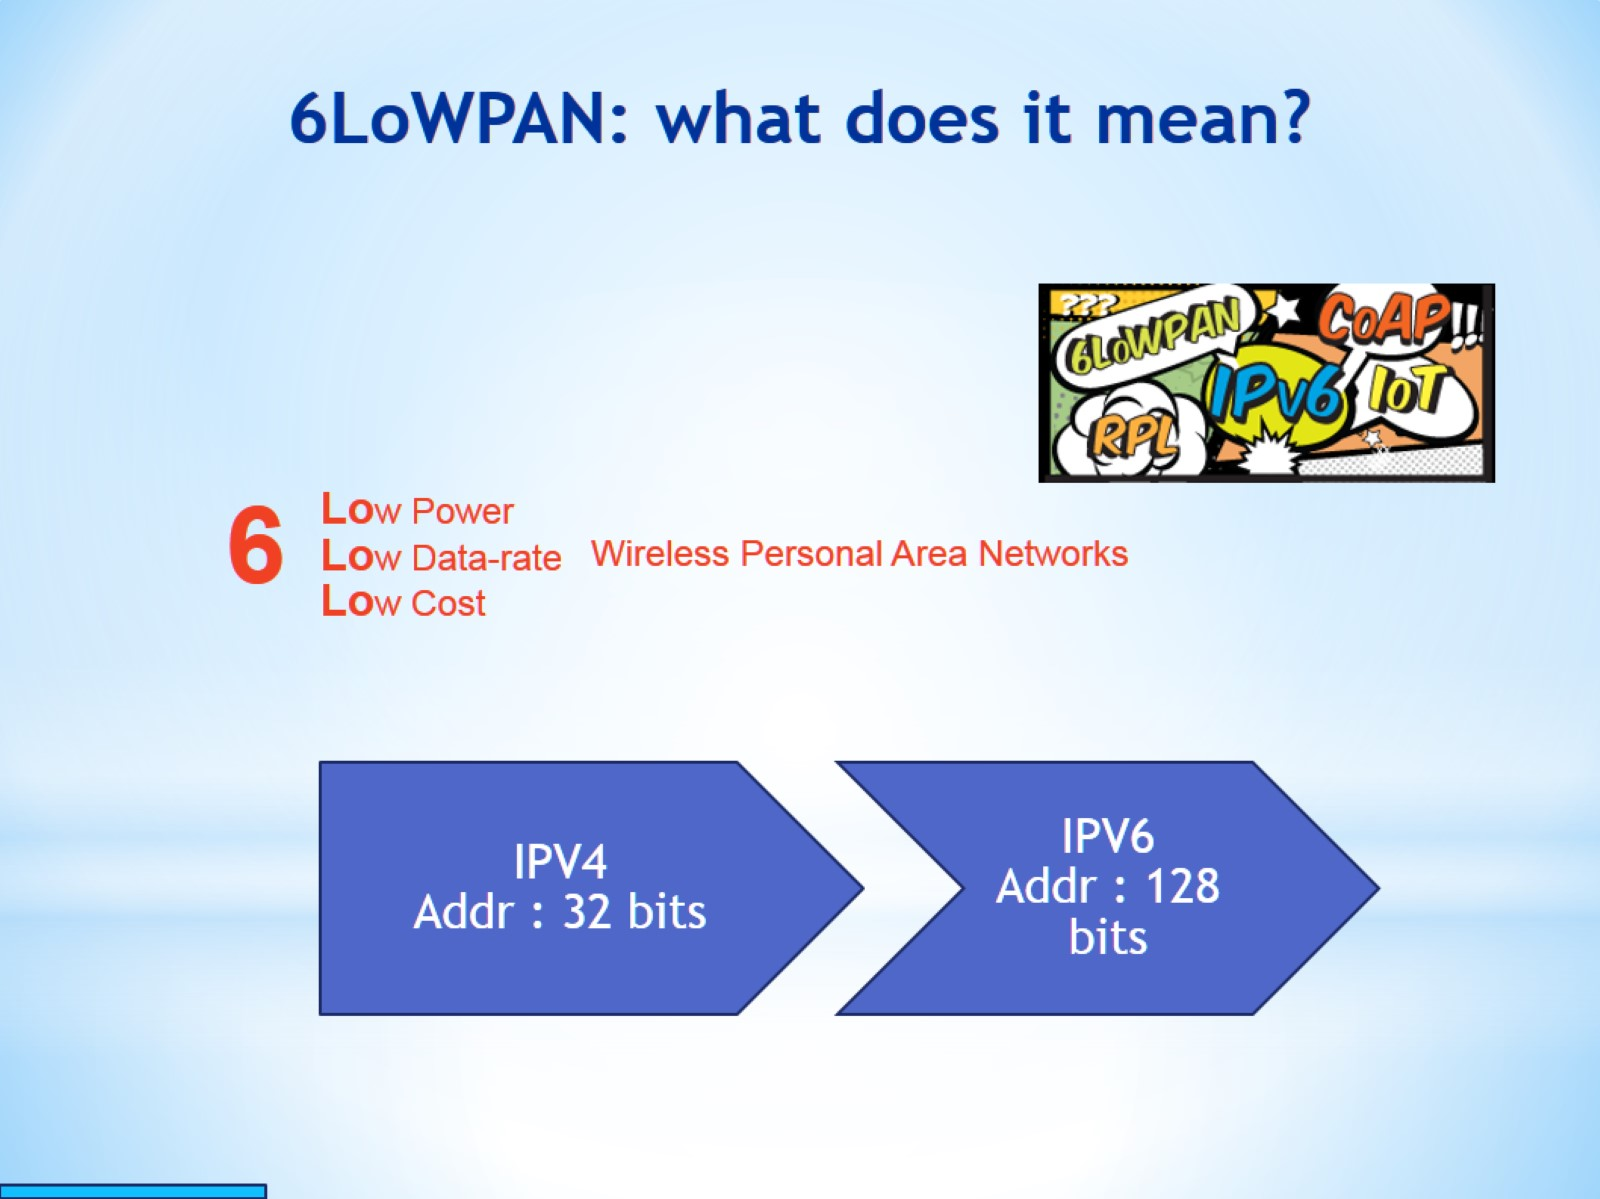 6LoWPAN: what does it mean?
???
6LoWPAN
CoAP!!
IPv6
IoT
RPL
6
Low Power
Low Data-rate
Low Cost
Wireless Personal Area Networks
IPV4
Addr : 32 bits
IPV6
Addr : 128
bits